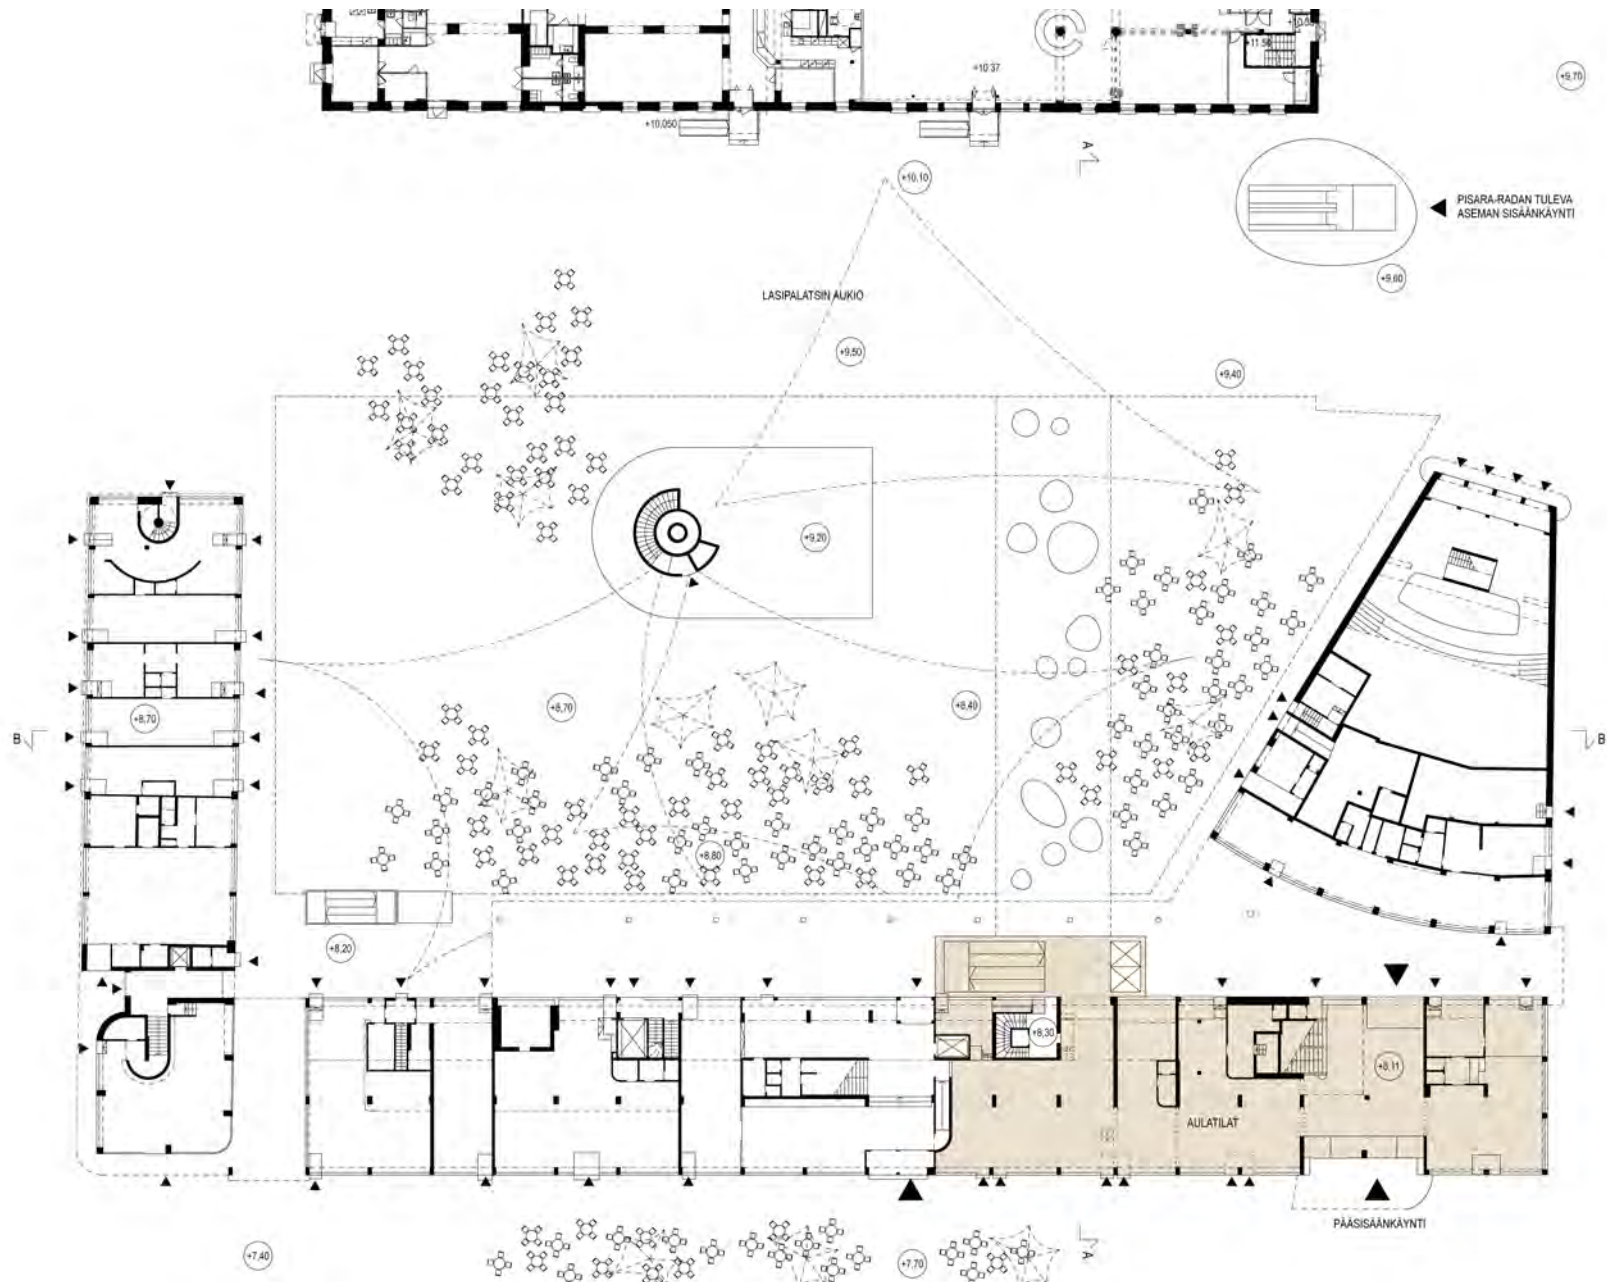 +11.50
+10 37
+9,70
+10,050
A
+10,10
PISARA-RADAN TULEVA
ASEMAN SISÄÄNKÄYNTI
+9,60
LASIPALATSIN AUKIO
+9,50
+9,40
+9,20
+8,70
+8,70
+8,40
B
B
+8,80
+8,20
+8,30
+8,11
AULATILAT
PÄÄSISÄÄNKÄYNTI
A
+7,40
+7,70